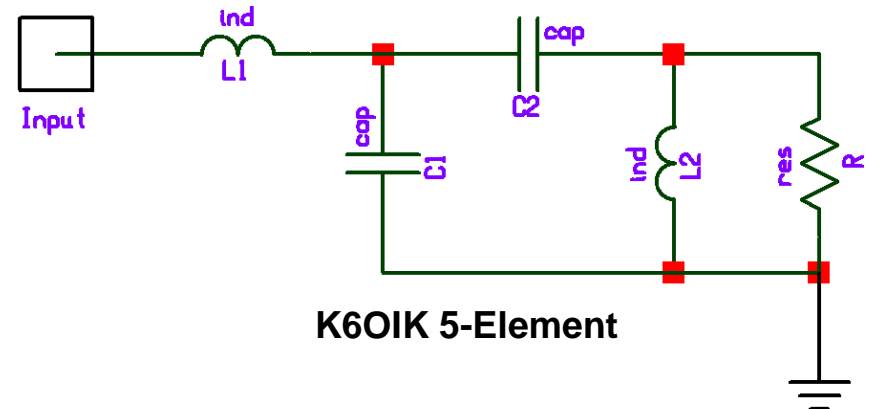 ind
L1
Input
cap
C1
cap
C2
ind
L2
res
R
K6OIK 5-Element